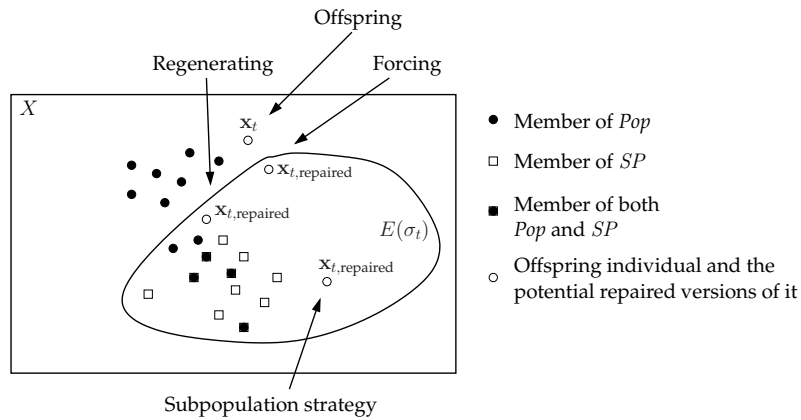 Offspring
Regenerating
Forcing
X
x_t
x_t,repaired
x_t,repaired
E(σ_t)
x_t,repaired
Subpopulation strategy
Member of Pop
Member of SP
Member of both
Pop and SP
Offspring individual and the
potential repaired versions of it